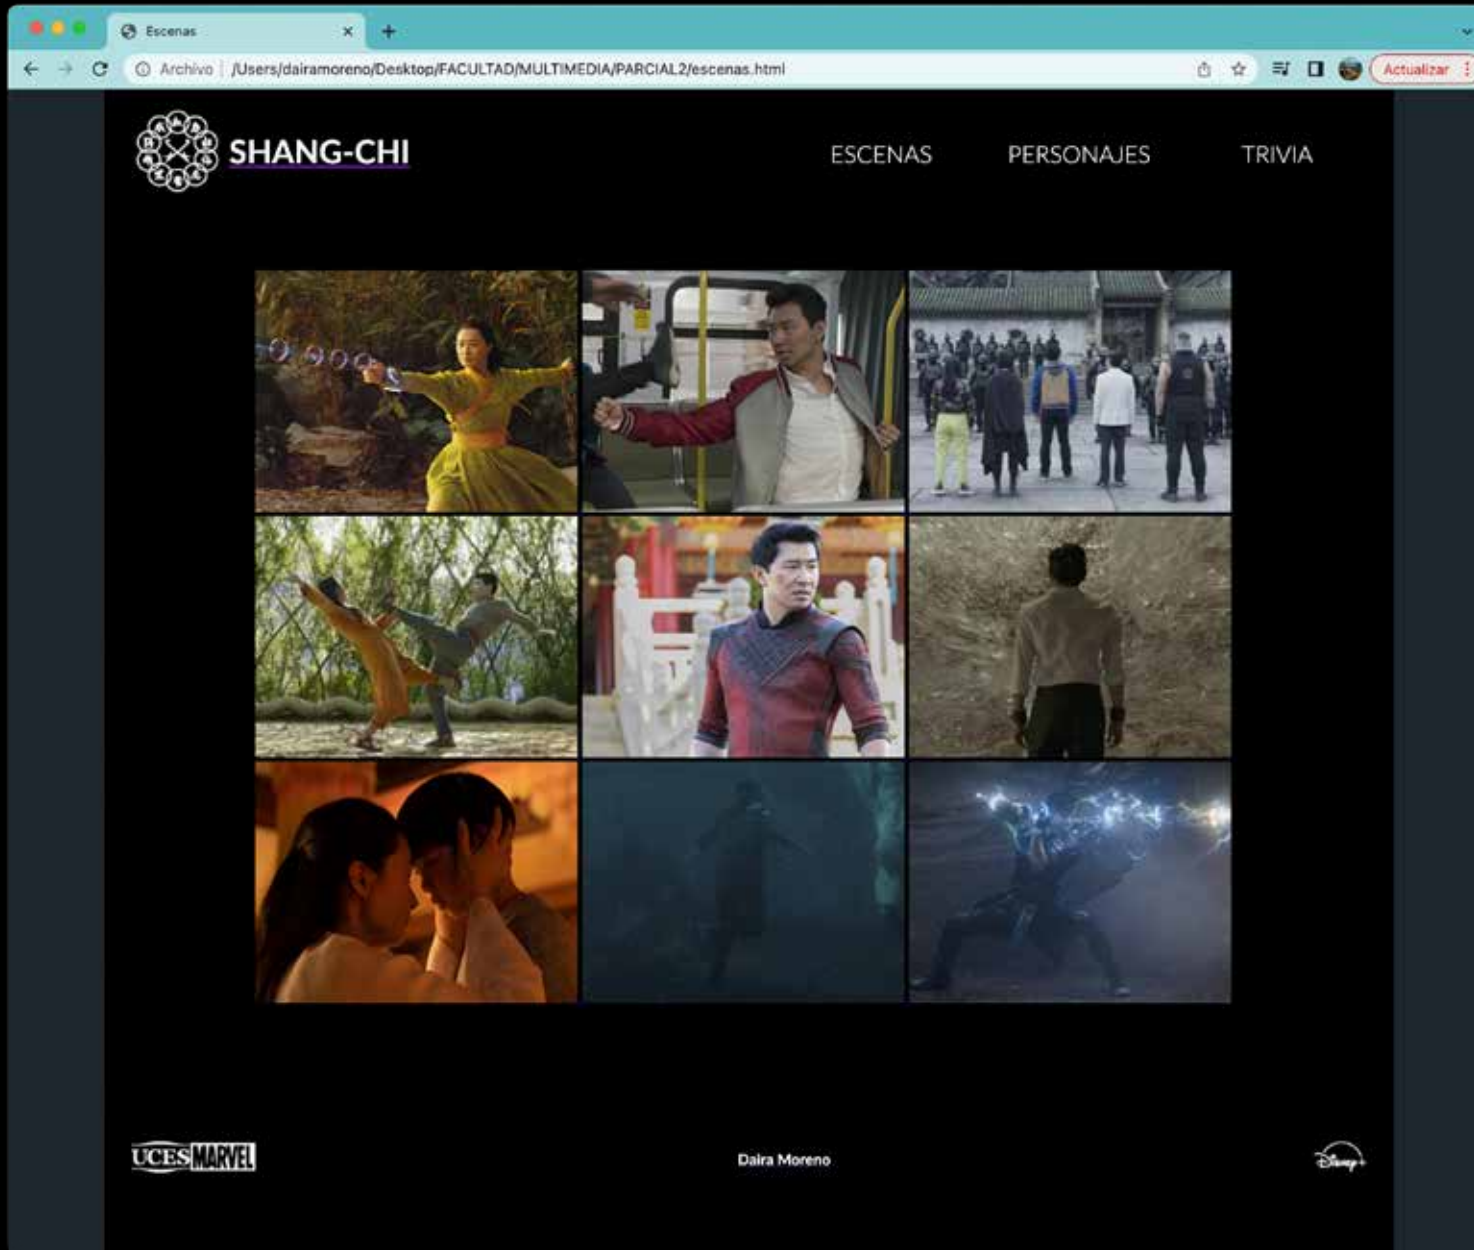 Escenas
Archivo /Users/dairamoreno/Desktop/FACULTAD/MULTIMEDIA/PARCIAL2/escenas.html
Actualizar
SHANG-CHI
ESCENAS PERSONAJES TRIVIA
UCES MARVEL
Daira Moreno
Disney+